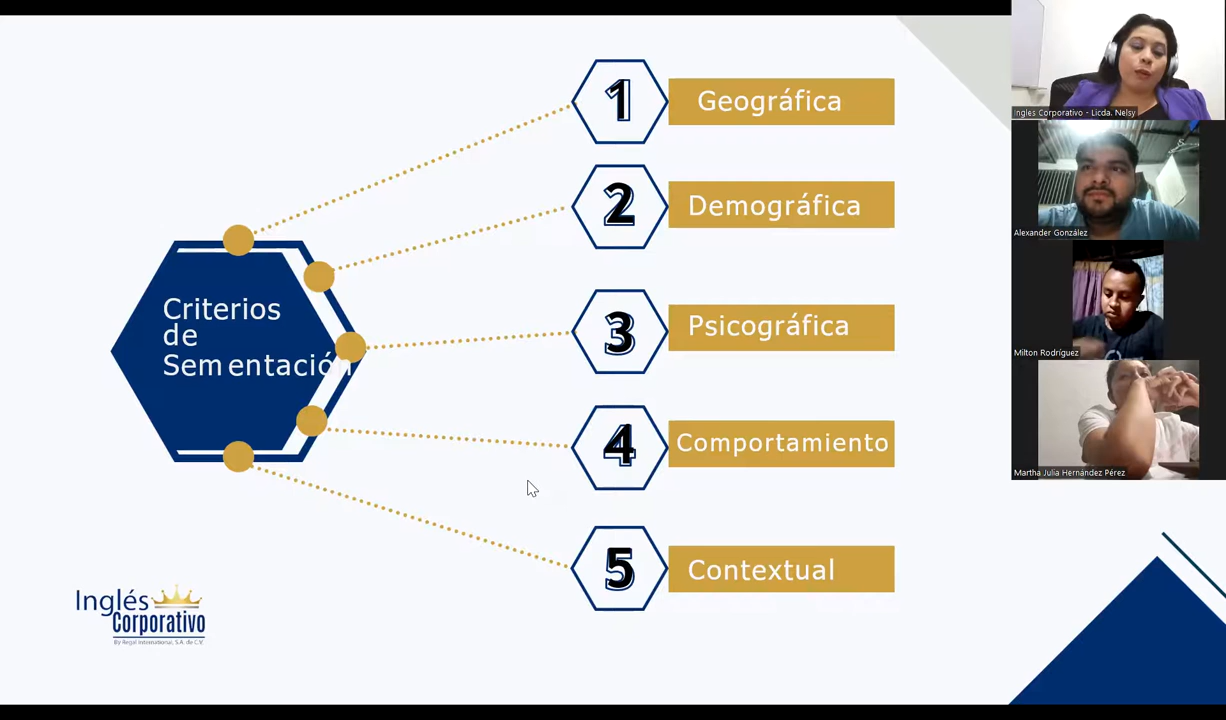 Criterios
de
Sementación
1
Geográfica
2
Demográfica
3
Psicográfica
4
Comportamiento
5
Contextual
Inglés
Corporativo
By Regal International, S.A. de C.V.
Ingles Corporativo - Licda. Nelsy
Alexander González
Milton Rodríguez
Martha Julia Hernández Pérez